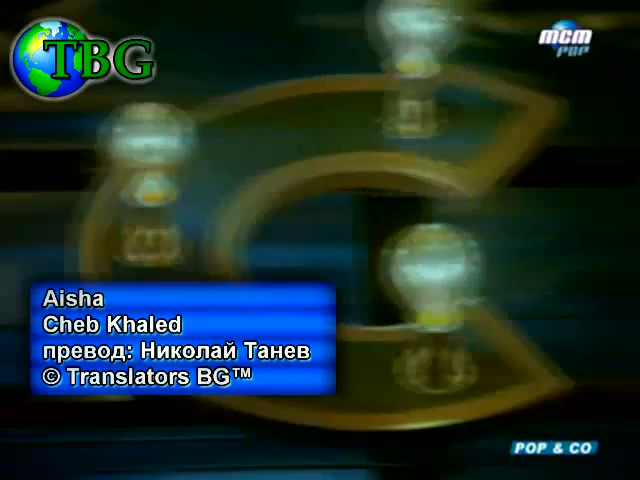 TBG
mcm
POP
Aisha
Cheb Khaled
превод: Николай Танев
© Translators BG™
POP & CO